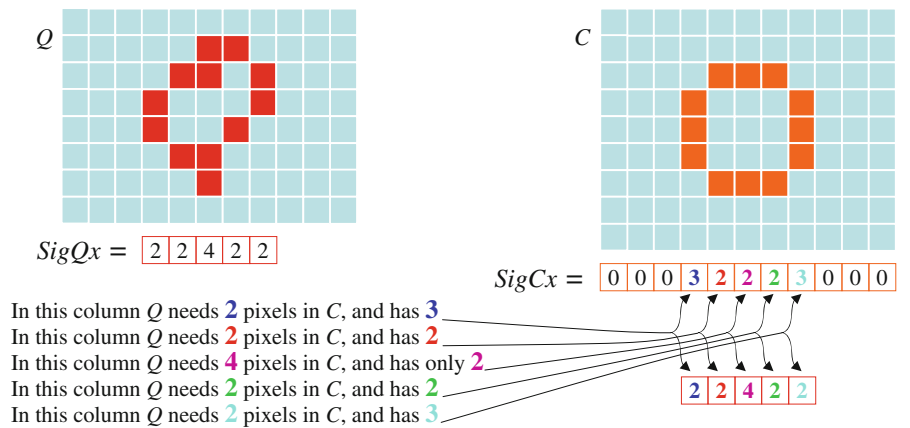 Q
C
SigQx = 2 2 4 2 2
SigCx = 0 0 0 3 2 2 2 3 0 0 0
In this column Q needs 2 pixels in C, and has 3
In this column Q needs 2 pixels in C, and has 2
In this column Q needs 4 pixels in C, and has only 2
In this column Q needs 2 pixels in C, and has 2
In this column Q needs 2 pixels in C, and has 3
2 2 4 2 2